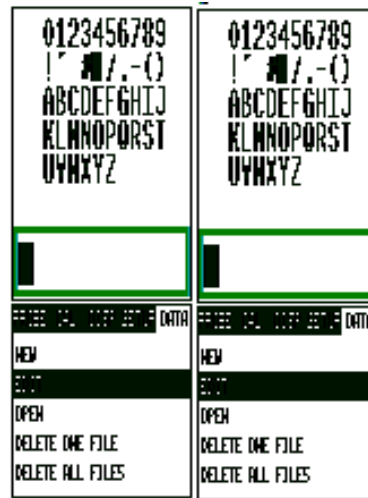 0123456789
! # /.-()
ABCDEFGHIJ
KLMNOPQRST
UVWXYZ
DATA
NEW
OPEN
DELETE ONE FILE
DELETE ALL FILES
0123456789
! # /.-()
ABCDEFGHIJ
KLMNOPQRST
UVWXYZ
DATA
NEW
OPEN
DELETE ONE FILE
DELETE ALL FILES